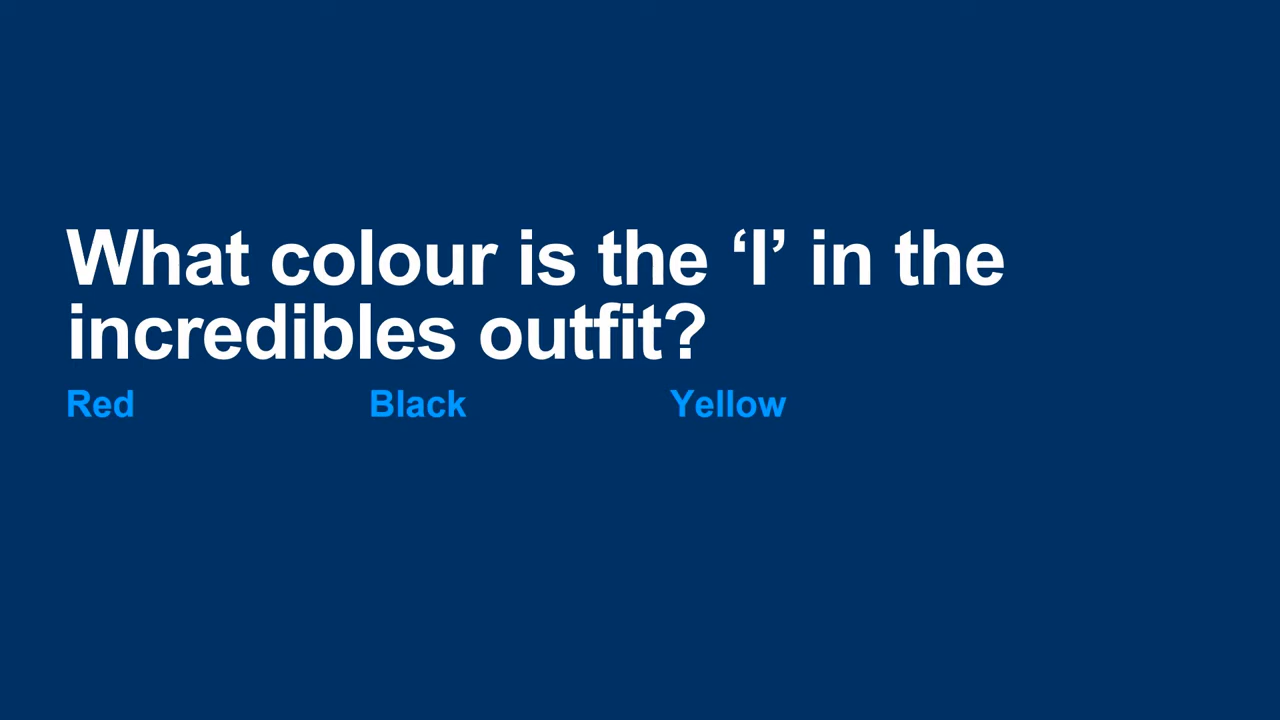 What colour is the ‘I’ in the
incredibles outfit?
Red Black Yellow